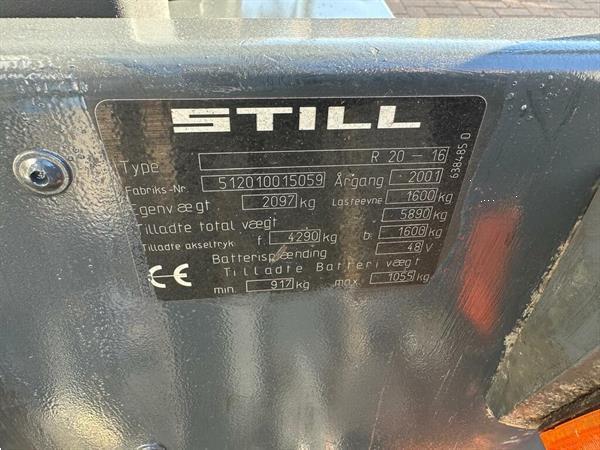 STILL
Type R 20 - 16
Fabriks-Nr. 512010015059 Årgang 2001
Egenvægt 2097 kg Lasteevne 1600 kg
Tilladte total vægt 5890 kg
Tilladte akseltryk f. 4290 kg b. 1600 kg
Batterispænding 48 V
Tilladte Batteri vægt
min. 917 kg max. 1055 kg
638485 D
CE